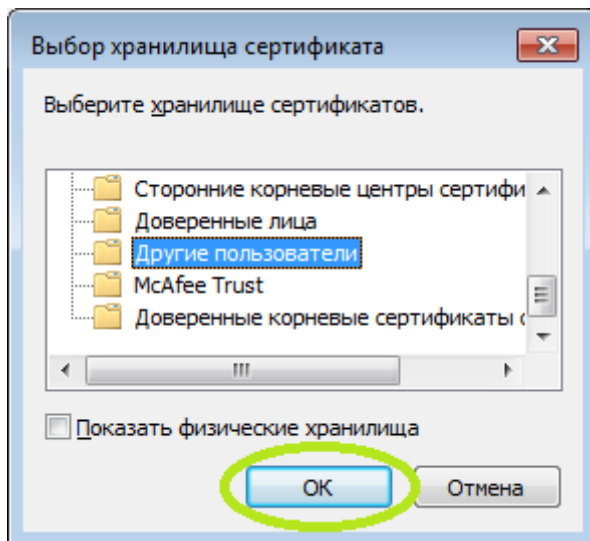 Выбор хранилища сертификата
Выберите хранилище сертификатов.
Сторонние корневые центры сертифи
Доверенные лица
Другие пользователи
McAfee Trust
Доверенные корневые сертификаты с
Показать физические хранилища
ОК
Отмена